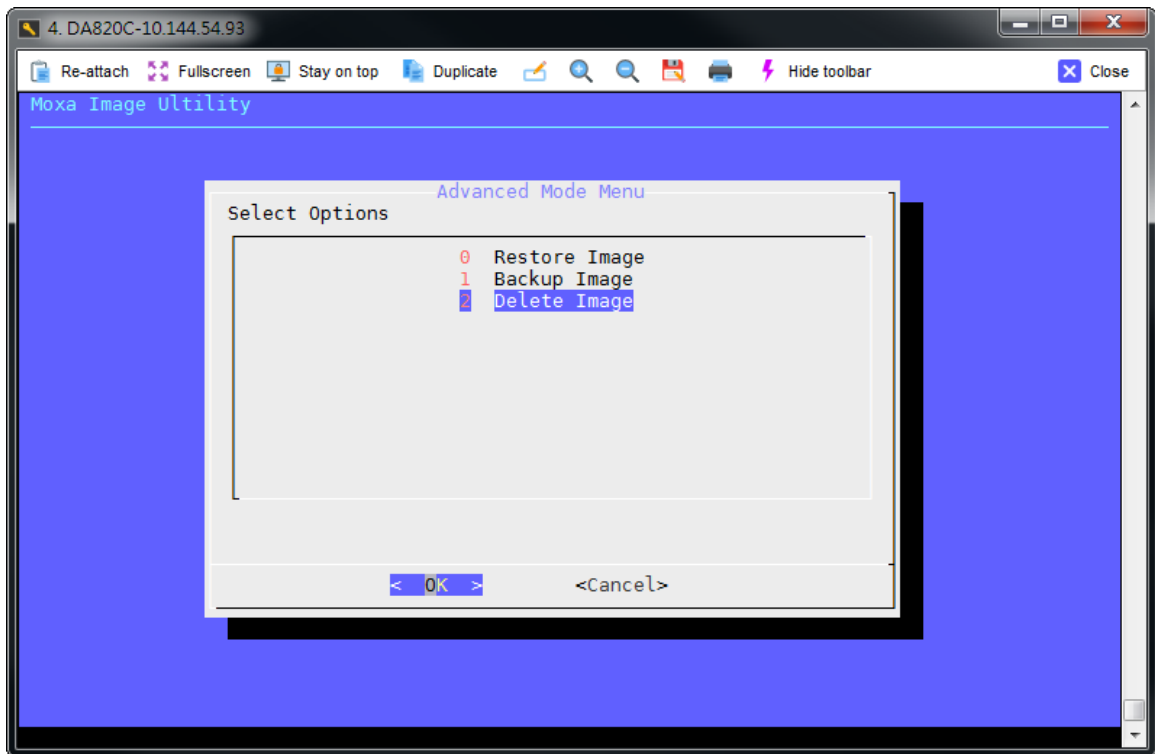 4. DA820C-10.144.54.93
Re-attach Fullscreen Stay on top Duplicate Hide toolbar Close
Moxa Image Ultility
Advanced Mode Menu
Select Options
0 Restore Image
1 Backup Image
2 Delete Image
< OK > <Cancel>